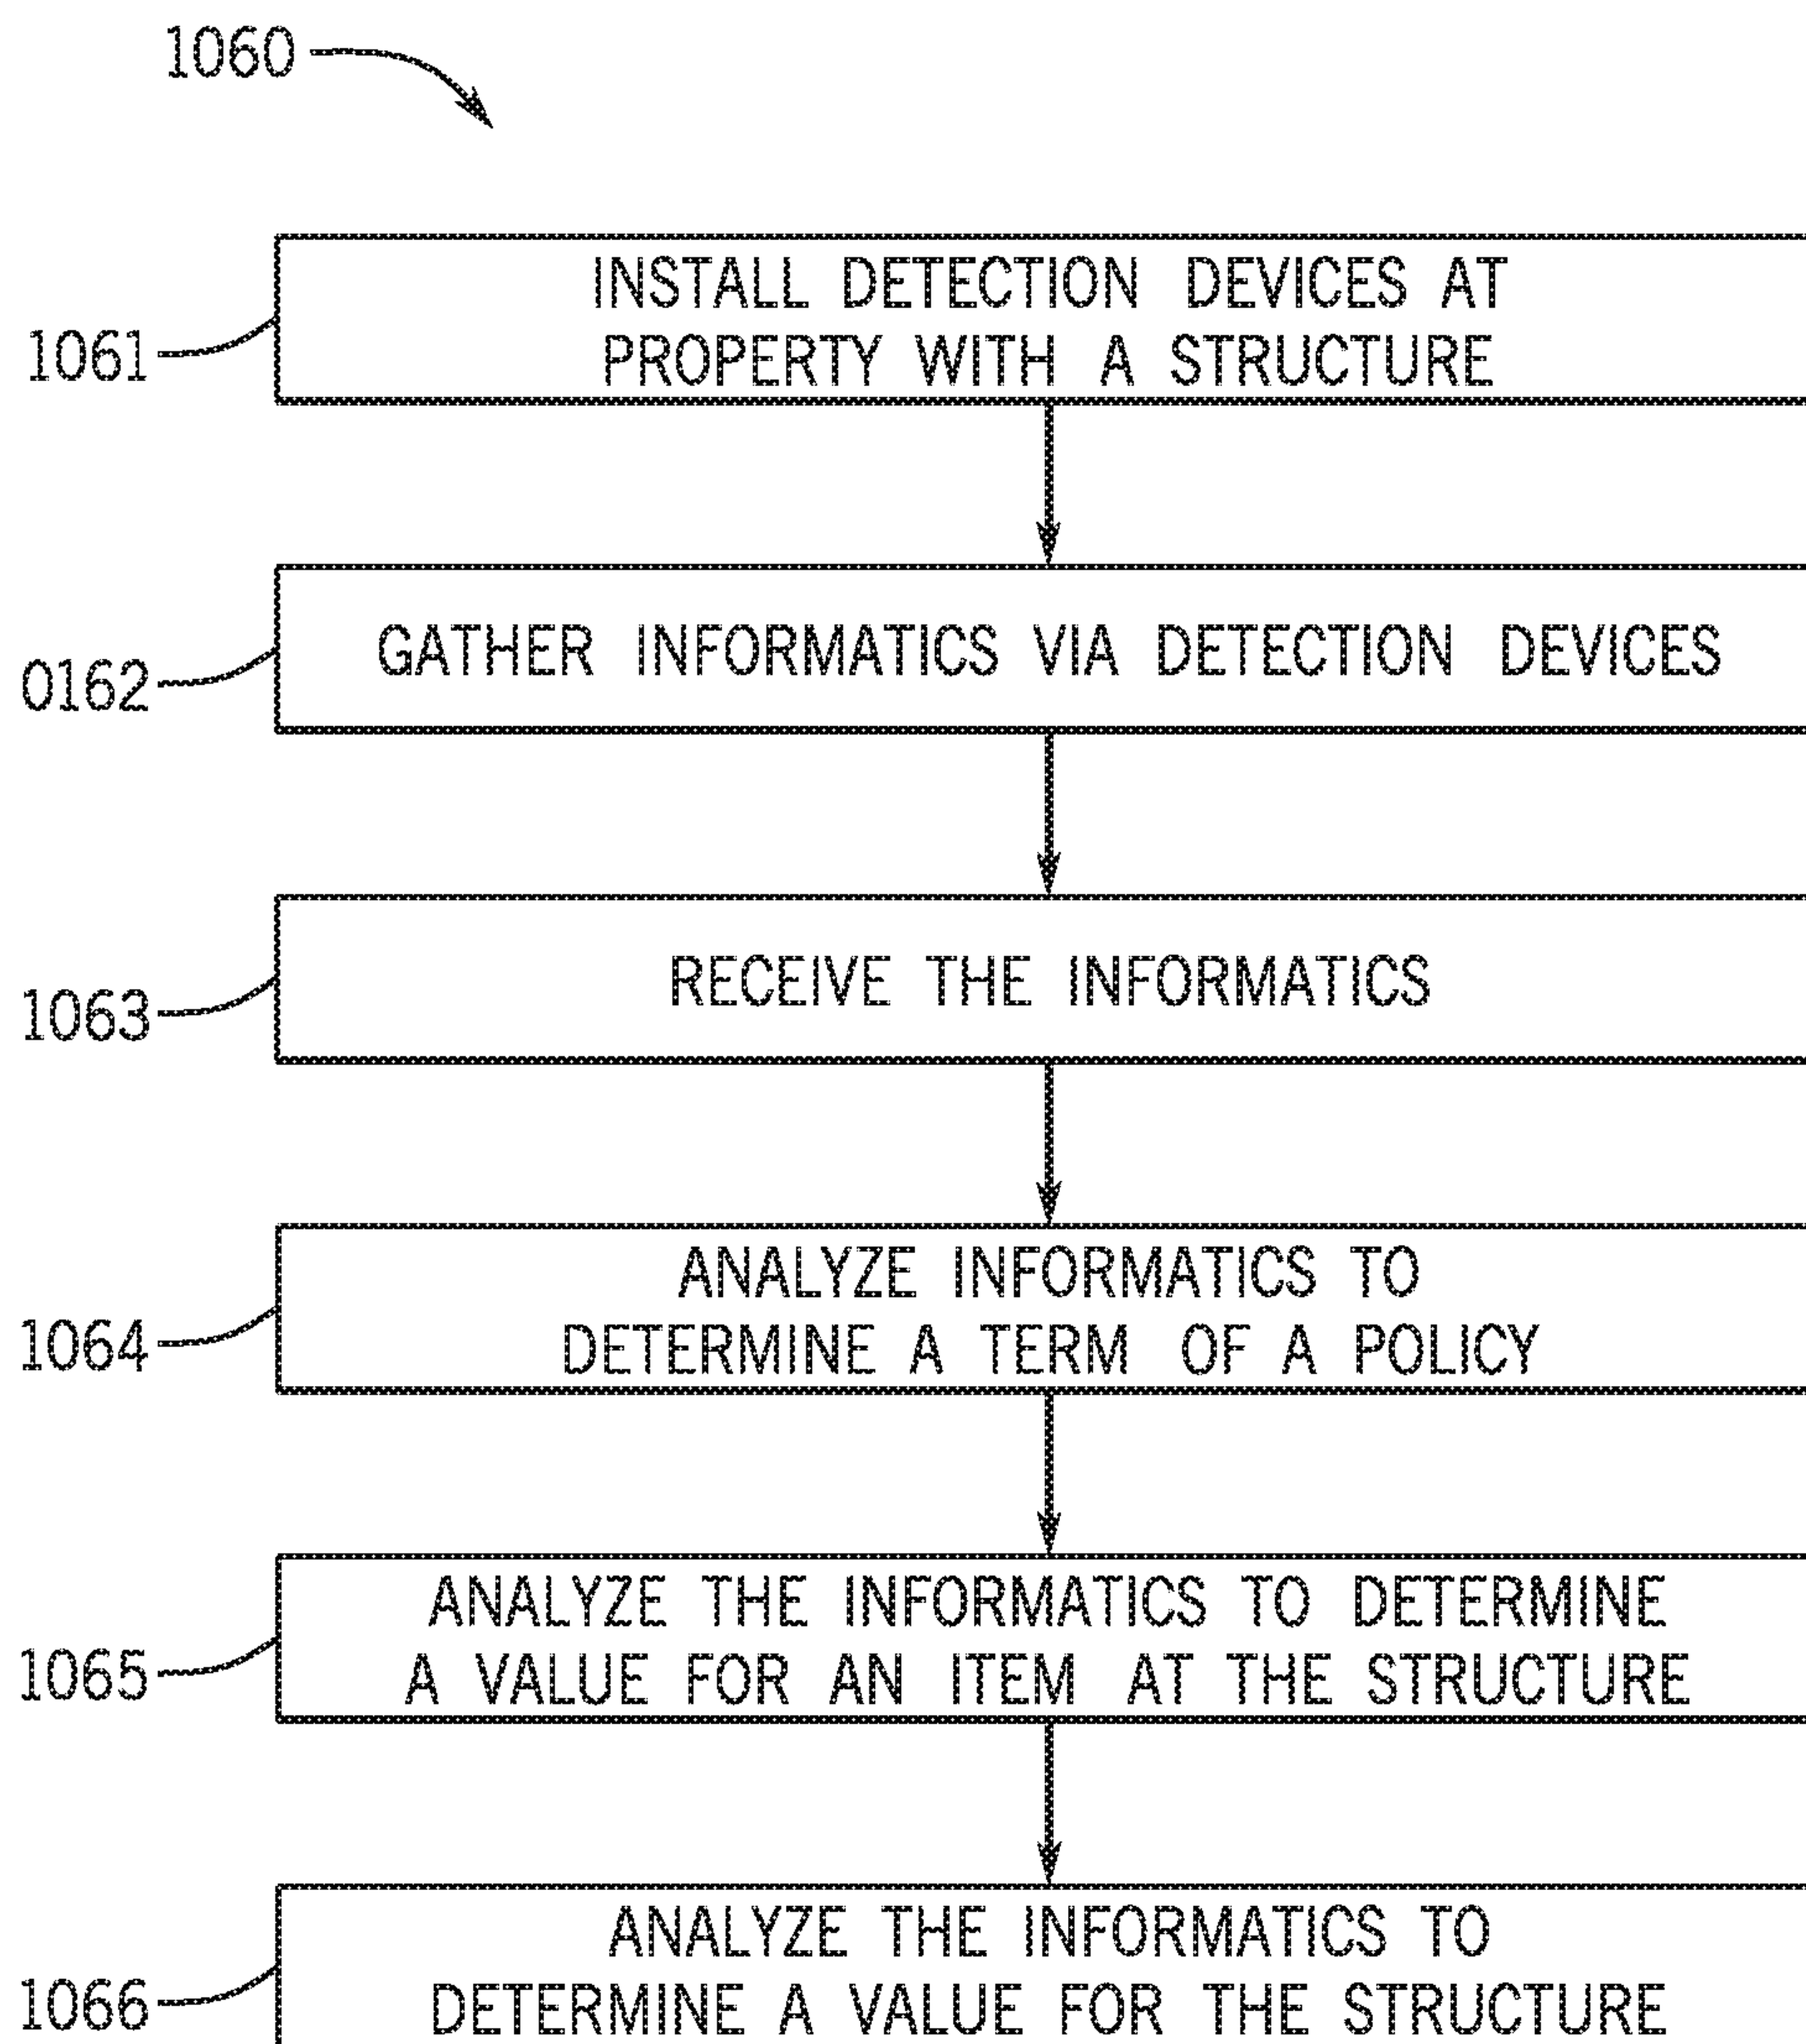 1060
INSTALL DETECTION DEVICES AT
PROPERTY WITH A STRUCTURE
1061
GATHER INFORMATICS VIA DETECTION DEVICES
0162
RECEIVE THE INFORMATICS
1063
ANALYZE INFORMATICS TO
DETERMINE A TERM OF A POLICY
1064
ANALYZE THE INFORMATICS TO DETERMINE
A VALUE FOR AN ITEM AT THE STRUCTURE
1065
ANALYZE THE INFORMATICS TO
DETERMINE A VALUE FOR THE STRUCTURE
1066